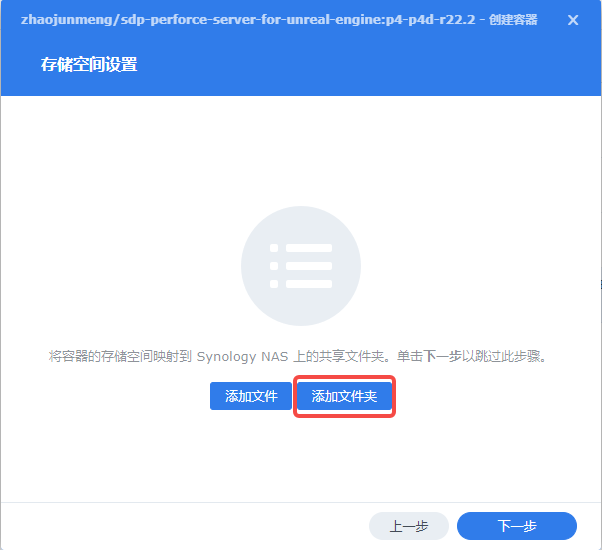 zhaojunmeng/sdp-perforce-server-for-unreal-engine:p4-p4d-r22.2 - 创建容器
存储空间设置
将容器的存储空间映射到 Synology NAS 上的共享文件夹。单击下一步以跳过此步骤。
添加文件 添加文件夹
上一步 下一步